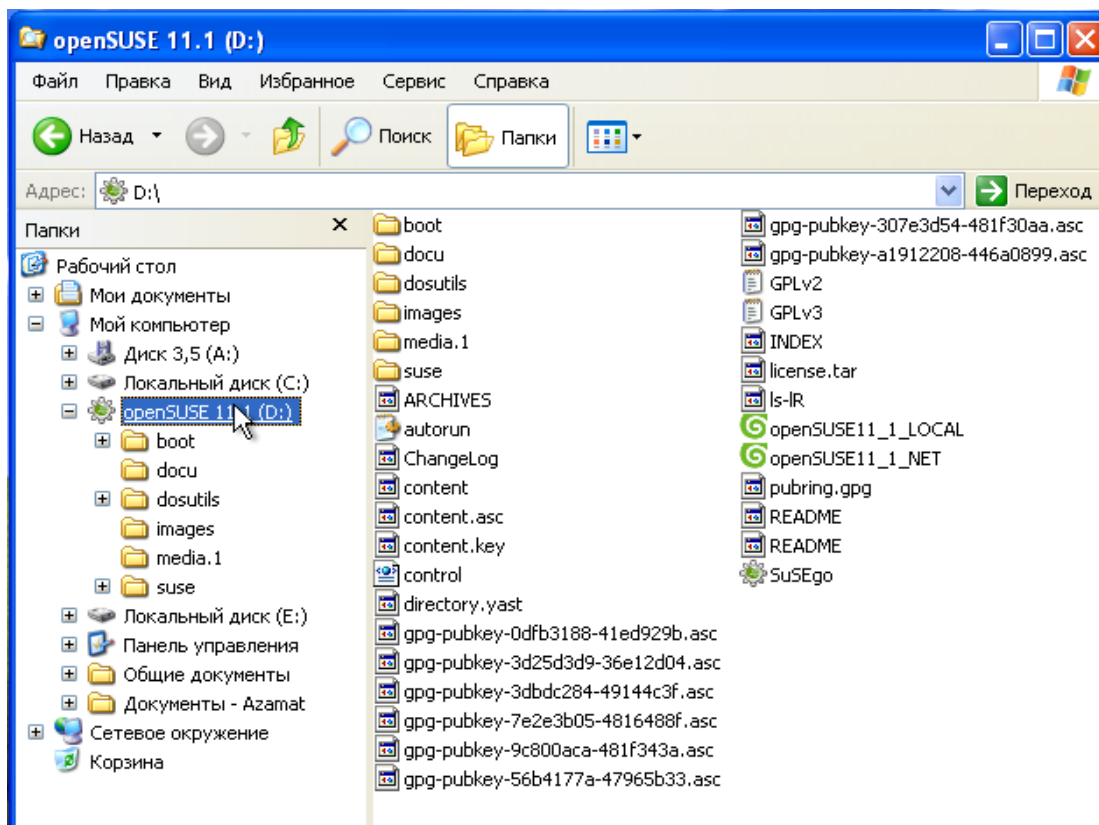 openSUSE 11.1 (D:)
Файл Правка Вид Избранное Сервис Справка
Назад Поиск Папки
Адрес: D:\ Переход
Папки
Рабочий стол
Мои документы
Мой компьютер
Диск 3,5 (A:)
Локальный диск (C:)
openSUSE 11.1 (D:)
boot
docu
dosutils
images
media.1
suse
Локальный диск (E:)
Панель управления
Общие документы
Документы - Azamat
Сетевое окружение
Корзина
boot
docu
dosutils
images
media.1
suse
ARCHIVES
autorun
ChangeLog
content
content.asc
content.key
control
directory.yast
gpg-pubkey-0dfb3188-41ed929b.asc
gpg-pubkey-3d25d3d9-36e12d04.asc
gpg-pubkey-3dbdc284-49144c3f.asc
gpg-pubkey-7e2e3b05-4816488f.asc
gpg-pubkey-9c800aca-481f343a.asc
gpg-pubkey-56b4177a-47965b33.asc
gpg-pubkey-307e3d54-481f30aa.asc
gpg-pubkey-a1912208-446a0899.asc
GPLv2
GPLv3
INDEX
license.tar
ls-lR
openSUSE11_1_LOCAL
openSUSE11_1_NET
pubring.gpg
README
README
SuSEgo